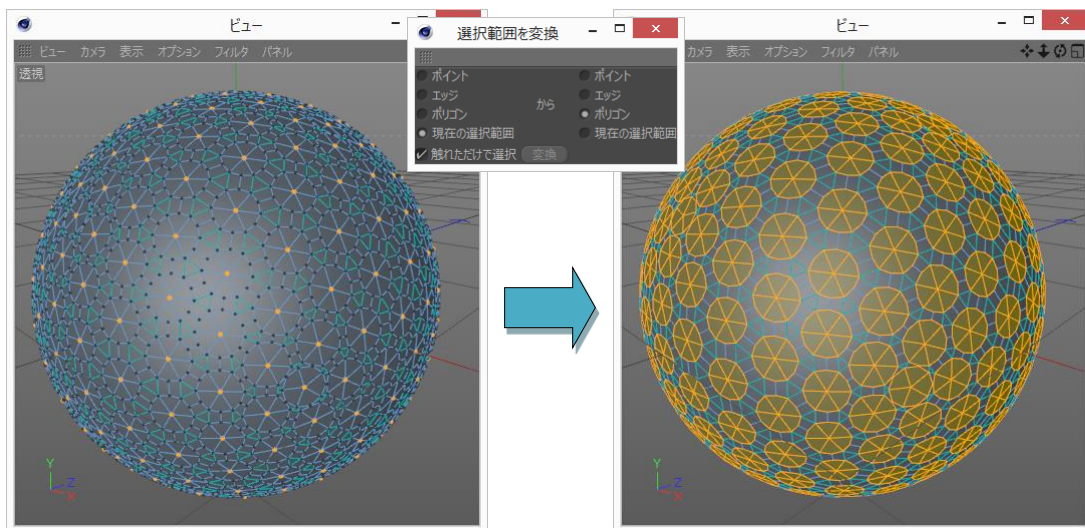 ビュー
ビュー カメラ 表示 オプション フィルタ パネル
透視
Y
Z
X
選択範囲を変換
ポイント ポイント
エッジ エッジ
から
ポリゴン ポリゴン
現在の選択範囲 現在の選択範囲
触れただけで選択 変換
ビュー
カメラ 表示 オプション フィルタ パネル
Y
Z
X